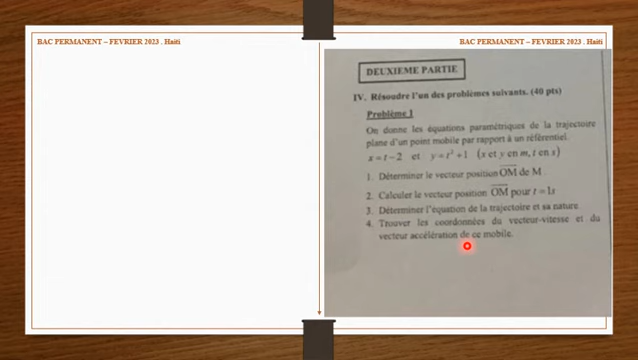 BAC PERMANENT – FEVRIER 2023 . Haiti
BAC PERMANENT – FEVRIER 2023 . Haiti
DEUXIEME PARTIE
IV. Résoudre l'un des problèmes suivants. (40 pts)
Problème 1
On donne les équations paramétriques de la trajectoire
plane d'un point mobile par rapport à un référentiel.
x = t – 2 et y = t² + 1 (x et y en m, t en s)
1. Déterminer le vecteur position OM de M.
2. Calculer le vecteur position OM pour t = 1s
3. Déterminer l'équation de la trajectoire et sa nature
4. Trouver les coordonnées du vecteur-vitesse et du
vecteur accélération de ce mobile.